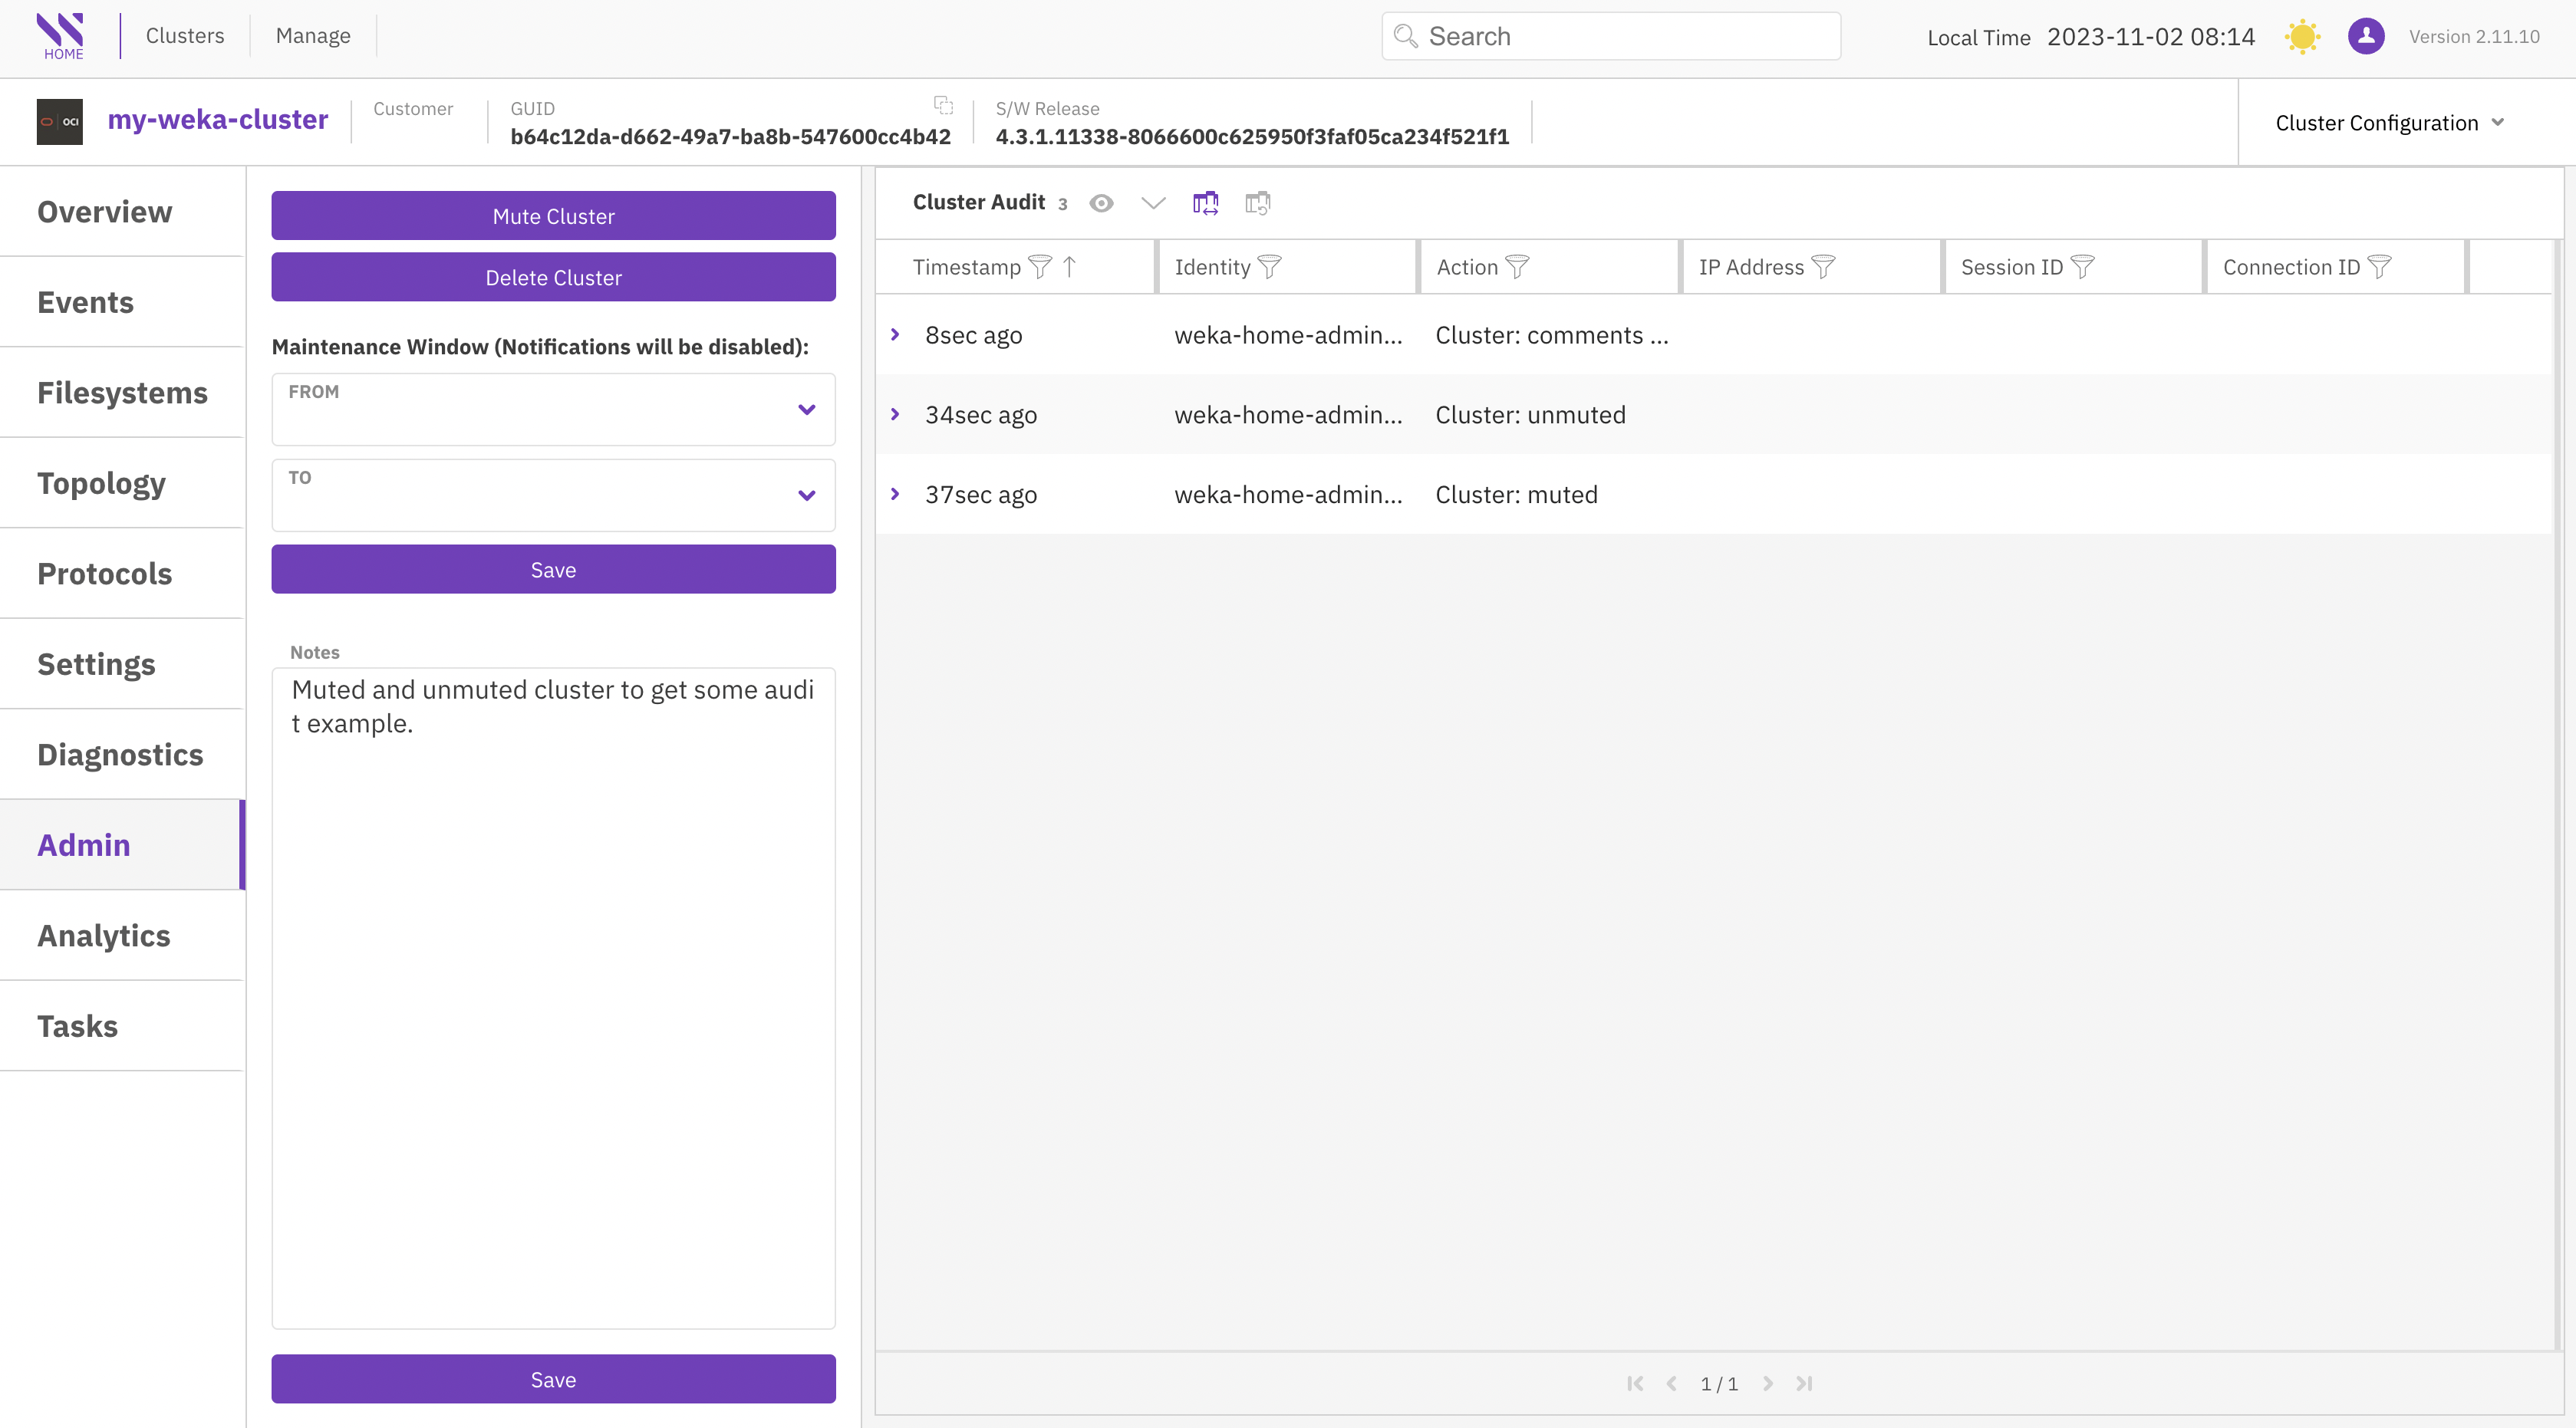 HOME
Clusters
Manage
Search
Local Time 2023-11-02 08:14
Version 2.11.10
OCI
my-weka-cluster
Customer
GUID
b64c12da-d662-49a7-ba8b-547600cc4b42
S/W Release
4.3.1.11338-8066600c625950f3faf05ca234f521f1
Cluster Configuration
Overview
Events
Filesystems
Topology
Protocols
Settings
Diagnostics
Admin
Analytics
Tasks
Mute Cluster
Delete Cluster
Maintenance Window (Notifications will be disabled):
FROM
TO
Save
Notes
Muted and unmuted cluster to get some audi
t example.
Save
Cluster Audit 3
Timestamp Identity Action IP Address Session ID Connection ID
8sec ago weka-home-admin... Cluster: comments ...
34sec ago weka-home-admin... Cluster: unmuted
37sec ago weka-home-admin... Cluster: muted
1 / 1